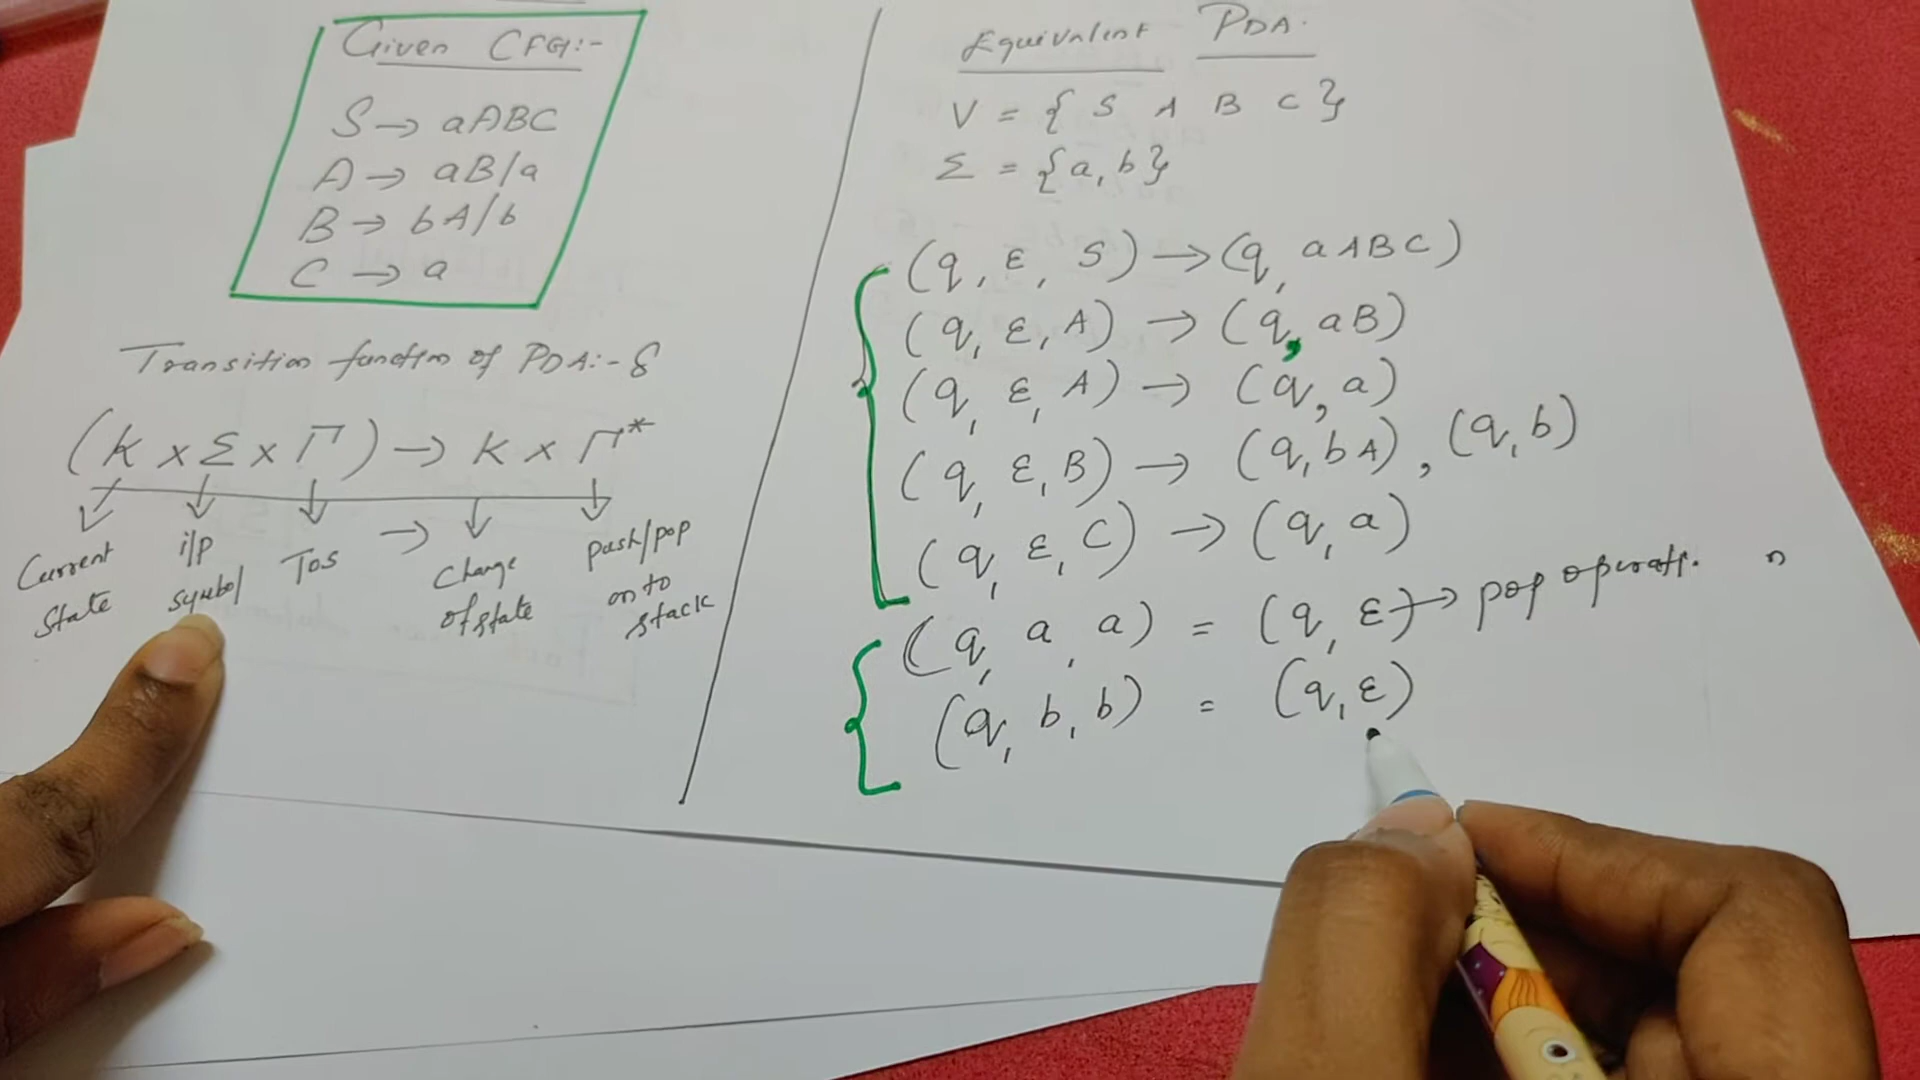 Given CFG:-
S → aABC
A → aB/a
B → bA/b
C → a
Transition function of PDA:- δ
(K x Σ x Γ) → K x Γ*
Current state
i/p symbol
TOS
→
Change of state
push/pop onto stack
Equivalent PDA.
V = { S A B C }
Σ = {a, b}
(q, ε, S) → (q, aABC)
(q, ε, A) → (q, aB)
(q, ε, A) → (q, a)
(q, ε, B) → (q, bA), (q, b)
(q, ε, C) → (q, a)
(q, a, a) = (q, ε) → pop operati.
(q, b, b) = (q, ε)